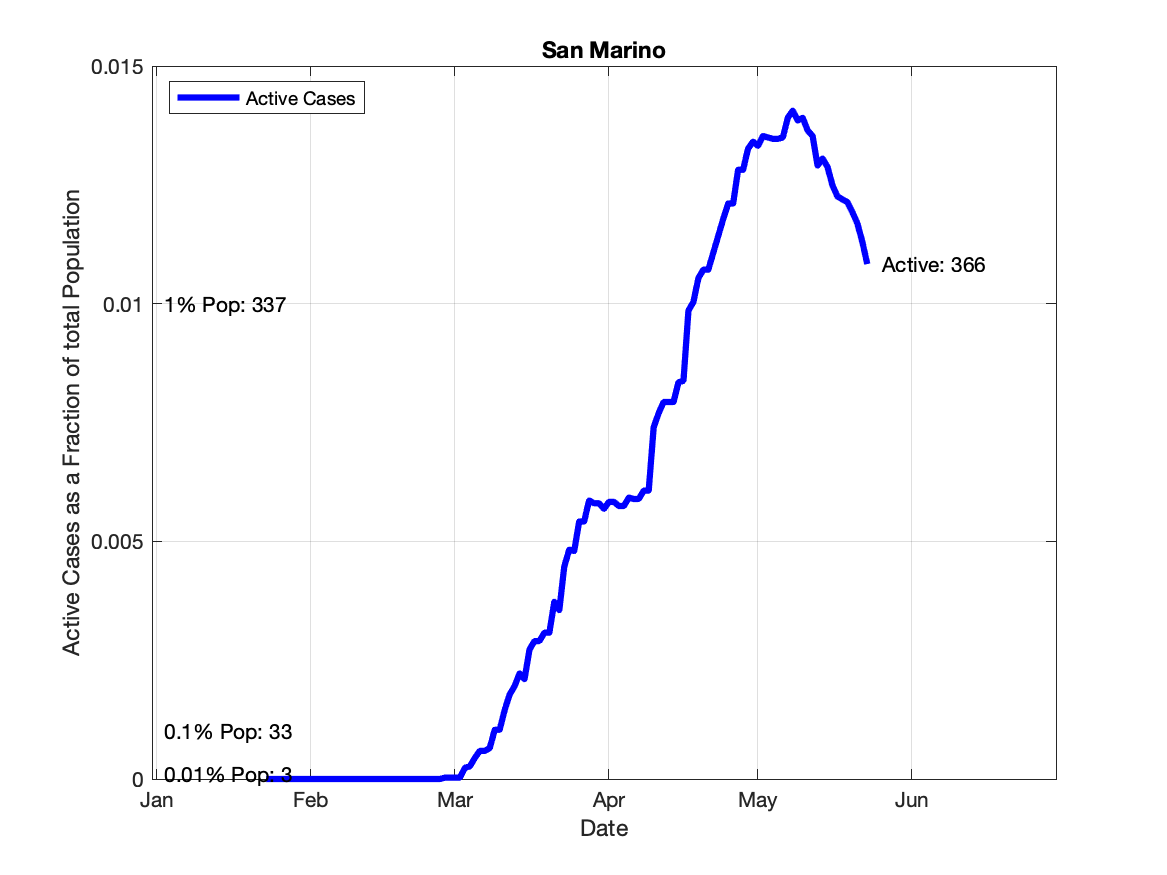 San Marino
0.015
Active Cases
Active: 366
0.01
1% Pop: 337
Active Cases as a Fraction of total Population
0.005
0.1% Pop: 33
0.01% Pop: 3
0
Jan Feb Mar Apr May Jun
Date